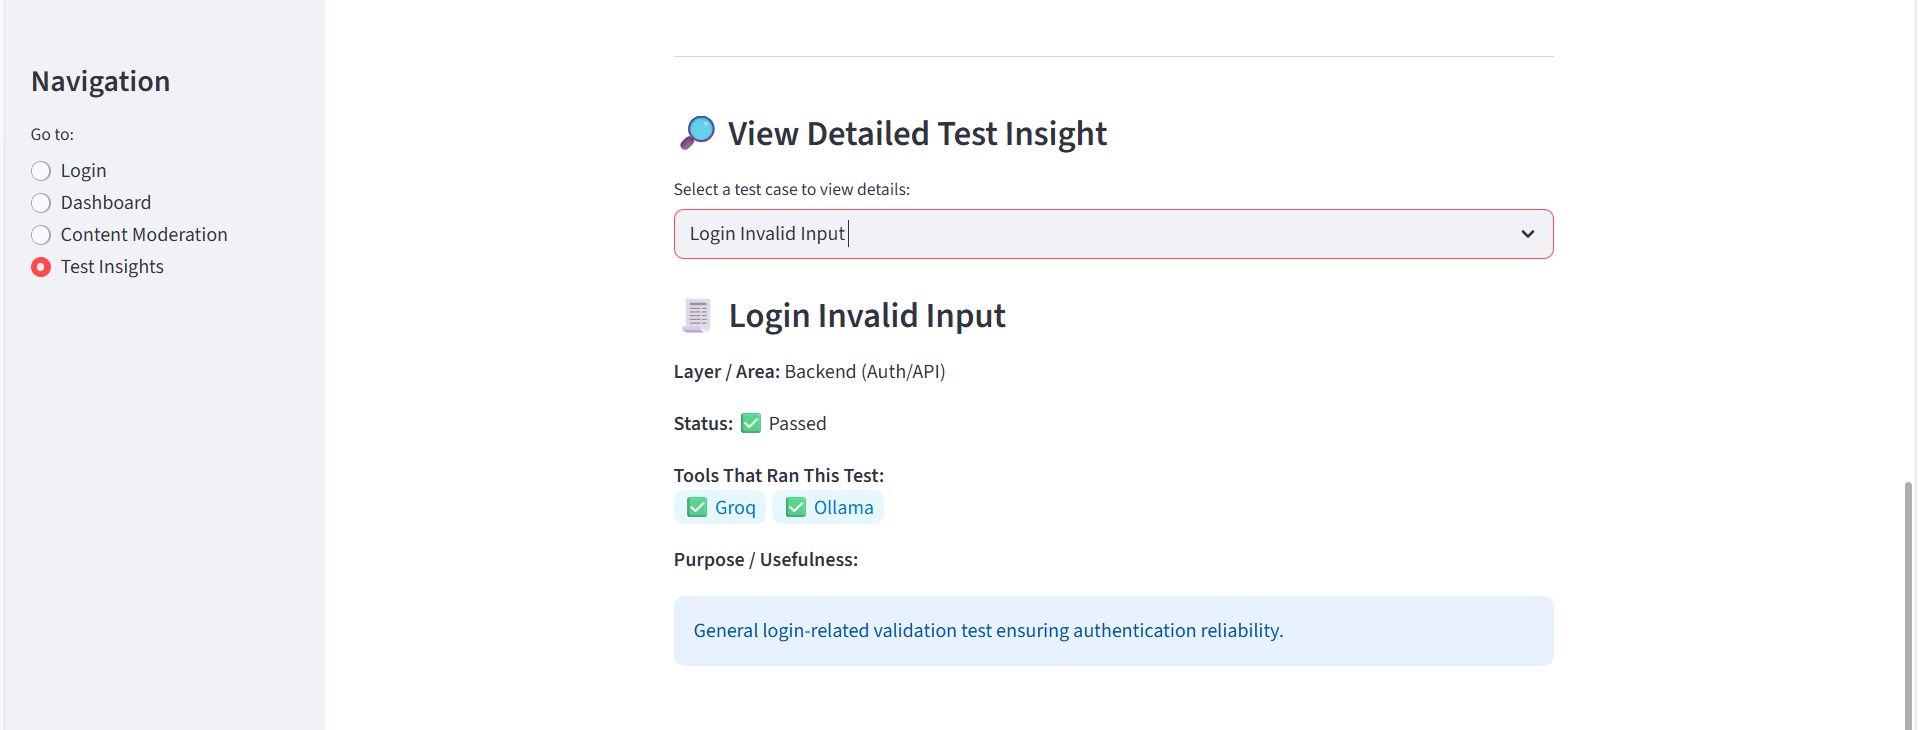 Navigation
Go to:
Login
Dashboard
Content Moderation
Test Insights
View Detailed Test Insight
Select a test case to view details:
Login Invalid Input
Login Invalid Input
Layer / Area: Backend (Auth/API)
Status: ✅ Passed
Tools That Ran This Test:
✅ Groq ✅ Ollama
Purpose / Usefulness:
General login-related validation test ensuring authentication reliability.